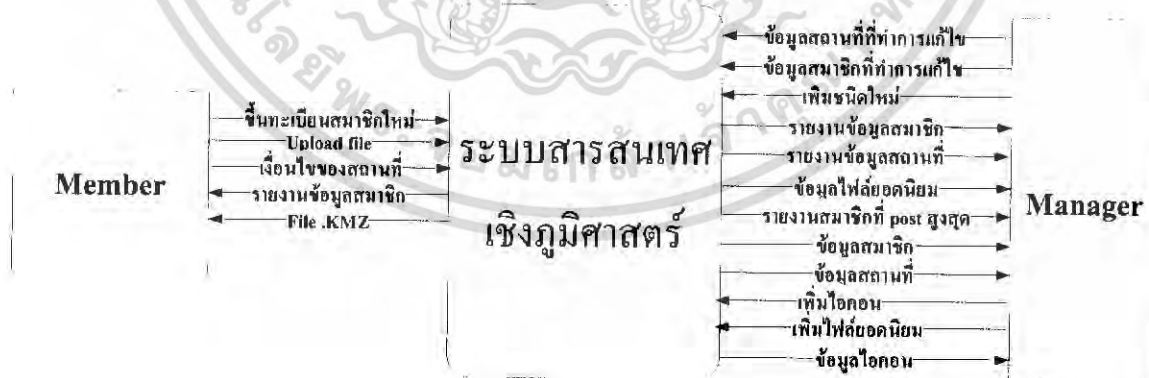 Member
ขึ้นทะเบียนสมาชิกใหม่
Upload file
เงื่อนไขของสถานที่
รายงานข้อมูลสมาชิก
File .KMZ
ระบบสารสนเทศ
เชิงภูมิศาสตร์
ข้อมูลสถานที่ที่ทำการแก้ไข
ข้อมูลสมาชิกที่ทำการแก้ไข
เพิ่มชนิดใหม่
รายงานข้อมูลสมาชิก
รายงานข้อมูลสถานที่
ข้อมูลไฟล์ยอดนิยม
รายงานสมาชิกที่ post สูงสุด
ข้อมูลสมาชิก
ข้อมูลสถานที่
เพิ่มไอคอน
เพิ่มไฟล์ยอดนิยม
ข้อมูลไอคอน
Manager